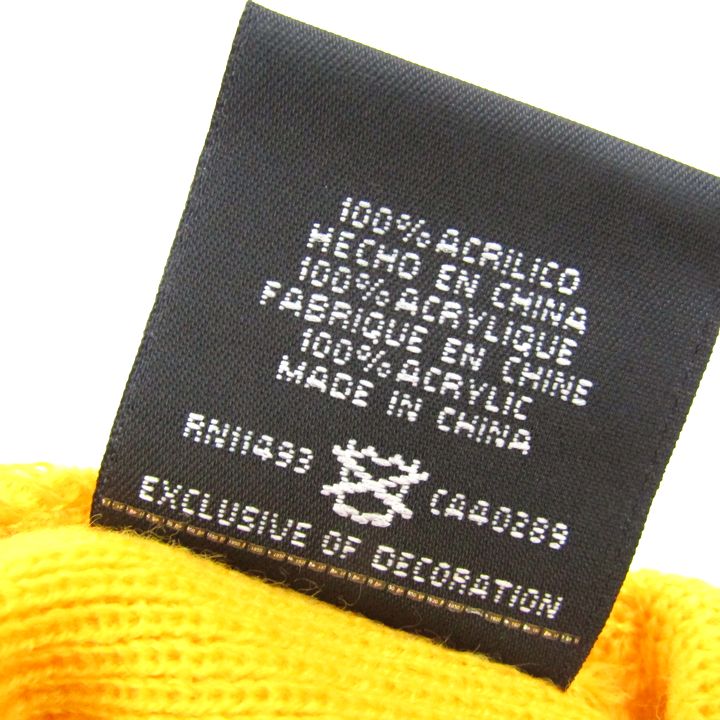 100% ACRILICO
HECHO EN CHINA
100% ACRYLIQUE
FABRIQUE EN CHINE
100% ACRYLIC
MADE IN CHINA
RN11493 CA40289
EXCLUSIVE OF DECORATION